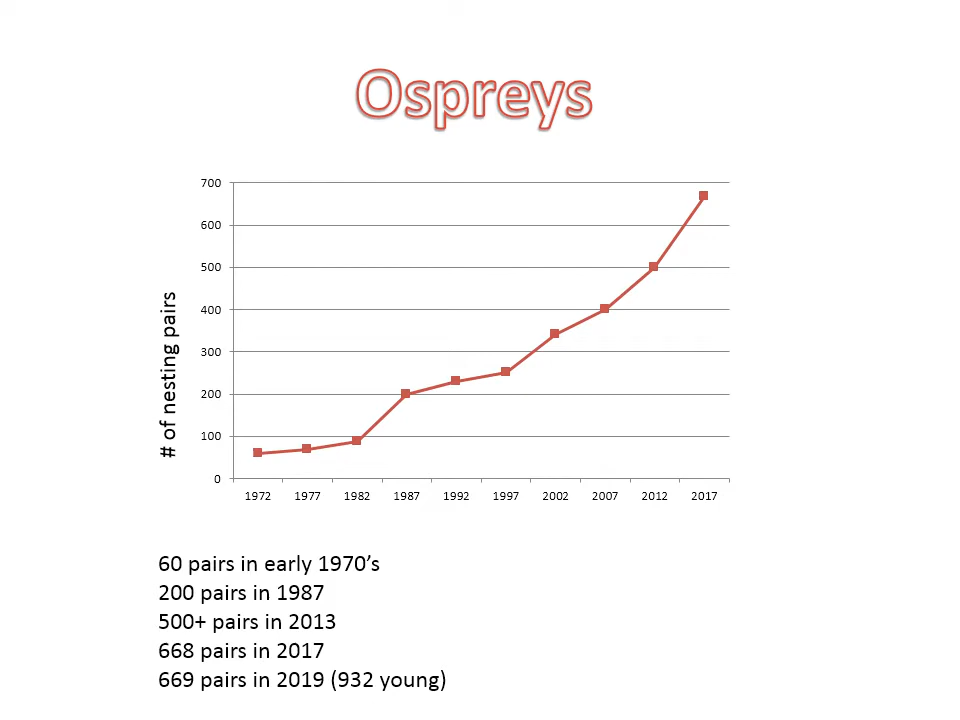 Ospreys
# of nesting pairs
700
600
500
400
300
200
100
0
1972 1977 1982 1987 1992 1997 2002 2007 2012 2017
60 pairs in early 1970’s
200 pairs in 1987
500+ pairs in 2013
668 pairs in 2017
669 pairs in 2019 (932 young)